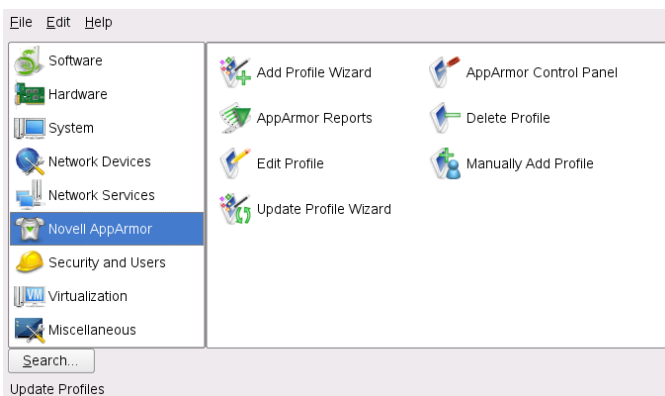 File Edit Help
Software
Hardware
System
Network Devices
Network Services
Novell AppArmor
Security and Users
VM Virtualization
Miscellaneous
Add Profile Wizard
AppArmor Control Panel
AppArmor Reports
Delete Profile
Edit Profile
Manually Add Profile
Update Profile Wizard
Search...
Update Profiles